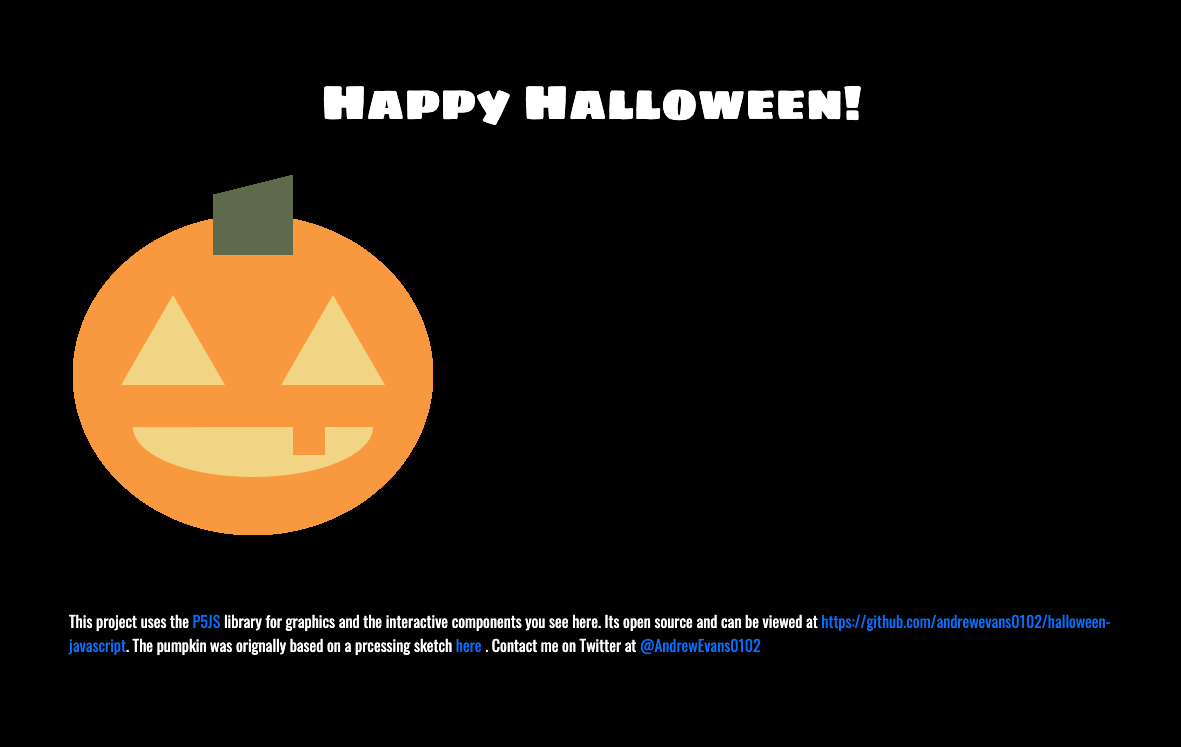 Happy Halloween!
This project uses the P5JS library for graphics and the interactive components you see here. Its open source and can be viewed at https://github.com/andrewevans0102/halloween-
javascript. The pumpkin was orignally based on a prcessing sketch here . Contact me on Twitter at @AndrewEvans0102